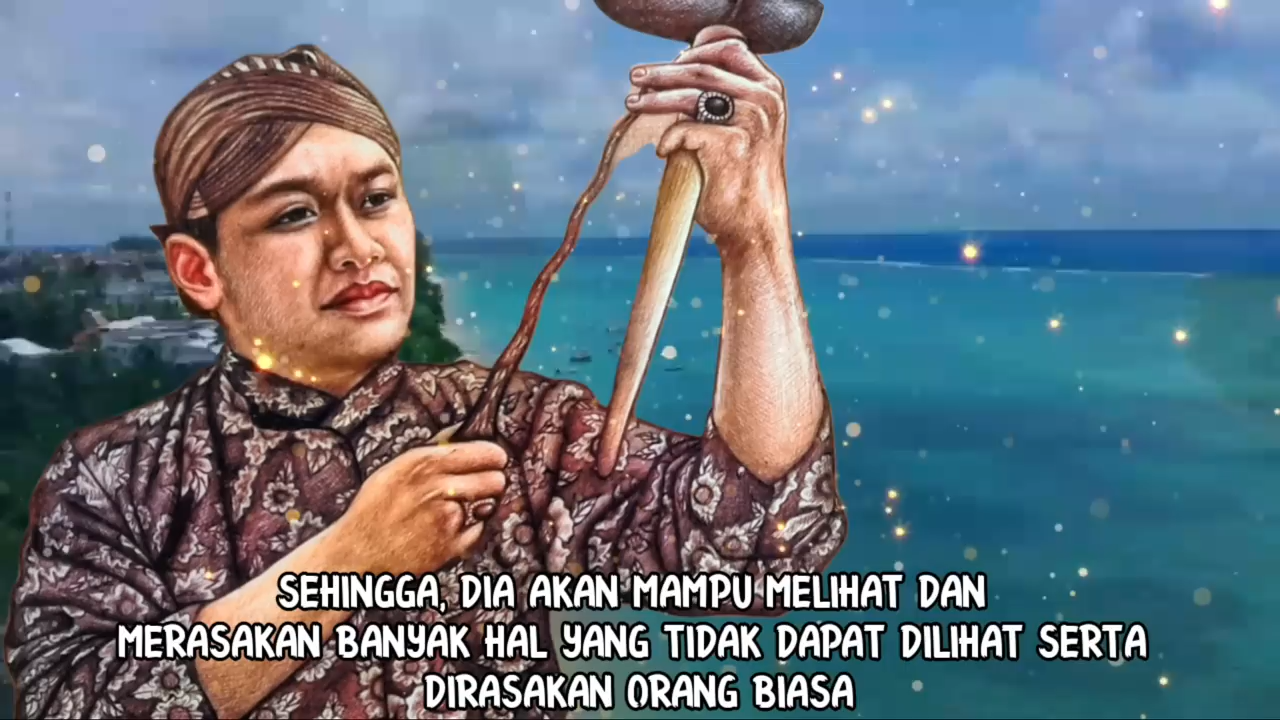 SEHINGGA, DIA AKAN MAMPU MELIHAT DAN
MERASAKAN BANYAK HAL YANG TIDAK DAPAT DILIHAT SERTA
DIRASAKAN ORANG BIASA